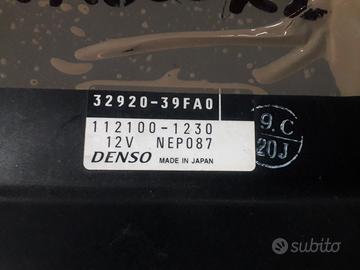 32920-39FA0
112100-1230
12V NEP087
DENSO MADE IN JAPAN
9.C
20J
subito